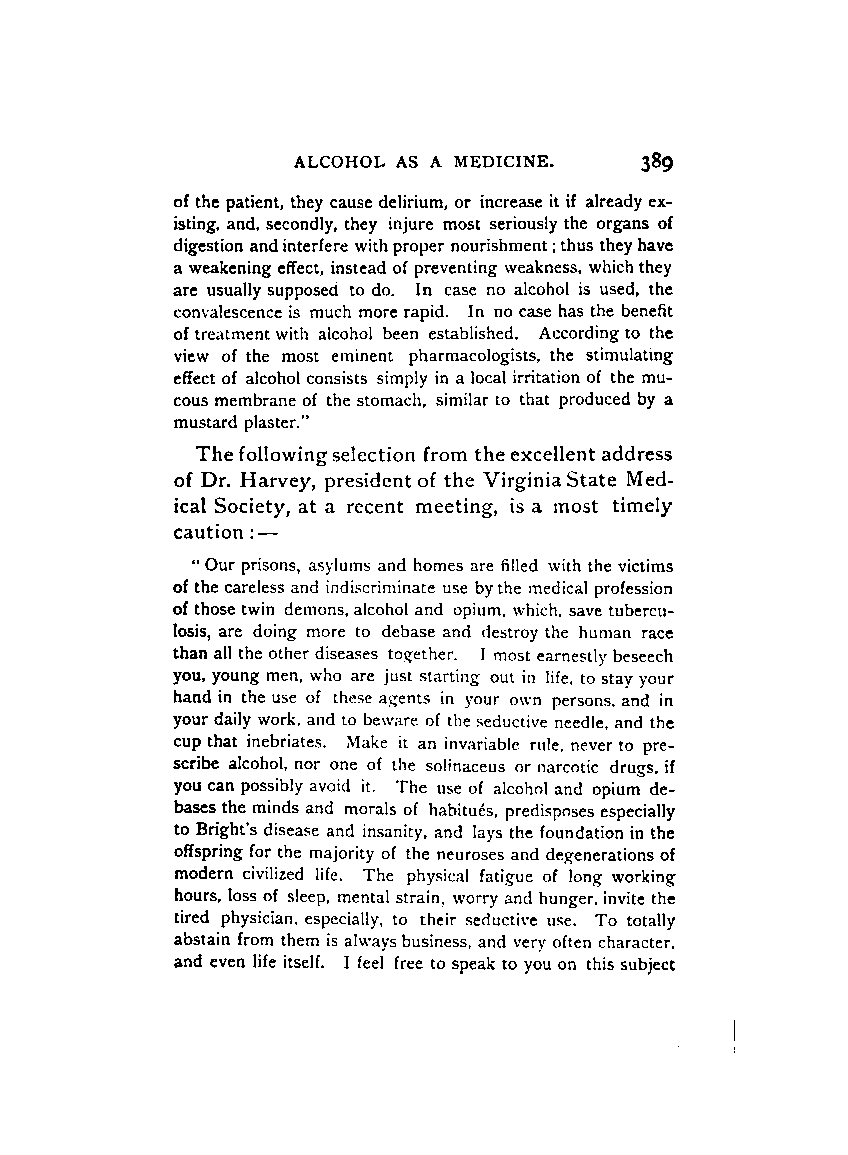 ALCOHOL AS A MEDICINE. 389
of the patient, they cause delirium, or increase it if already ex-
isting, and, secondly, they injure most seriously the organs of
digestion and interfere with proper nourishment ; thus they have
a weakening effect, instead of preventing weakness, which they
are usually supposed to do. In case no alcohol is used, the
convalescence is much more rapid. In no case has the benefit
of treatment with alcohol been established. According to the
view of the most eminent pharmacologists, the stimulating
effect of alcohol consists simply in a local irritation of the mu-
cous membrane of the stomach, similar to that produced by a
mustard plaster."
The following selection from the excellent address
of Dr. Harvey, president of the Virginia State Med-
ical Society, at a recent meeting, is a most timely
caution : —
" Our prisons, asylums and homes are filled with the victims
of the careless and indiscriminate use by the medical profession
of those twin demons, alcohol and opium, which, save tubercu-
losis, are doing more to debase and destroy the human race
than all the other diseases together. I most earnestly beseech
you, young men, who are just starting out in life, to stay your
hand in the use of these agents in your own persons, and in
your daily work, and to beware of the seductive needle, and the
cup that inebriates. Make it an invariable rule, never to pre-
scribe alcohol, nor one of the solinaceus or narcotic drugs, if
you can possibly avoid it. The use of alcohol and opium de-
bases the minds and morals of habitués, predisposes especially
to Bright's disease and insanity, and lays the foundation in the
offspring for the majority of the neuroses and degenerations of
modern civilized life. The physical fatigue of long working
hours, loss of sleep, mental strain, worry and hunger, invite the
tired physician, especially, to their seductive use. To totally
abstain from them is always business, and very often character,
and even life itself. I feel free to speak to you on this subject